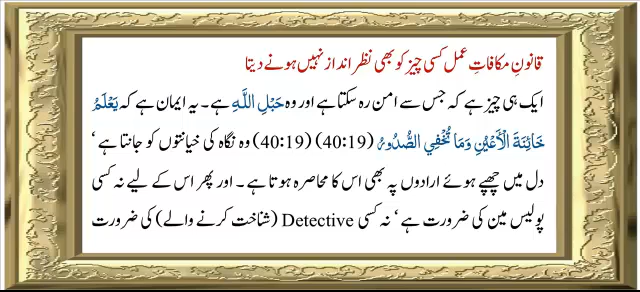 قانونِ مکافاتِ عمل کسی چیز کو بھی نظر انداز نہیں ہونے دیتا
ایک ہی چیز ہے کہ جس سے امن رہ سکتا ہے اور وہ حَبْلِ اللَّهِ ہے۔ یہ ایمان ہے کہ يَعْلَمُ
خَائِنَةَ الْأَعْيُنِ وَمَا تُخْفِي الصُّدُورُ (40:19) (40:19) وہ نگاہ کی خیانتوں کو جانتا ہے‘
دل میں چھپے ہوئے ارادوں پہ بھی اس کا محاصرہ ہوتا ہے۔ اور پھر اس کے لیے نہ کسی
پولیس مین کی ضرورت ہے‘ نہ کسی Detective (شناخت کرنے والے) کی ضرورت